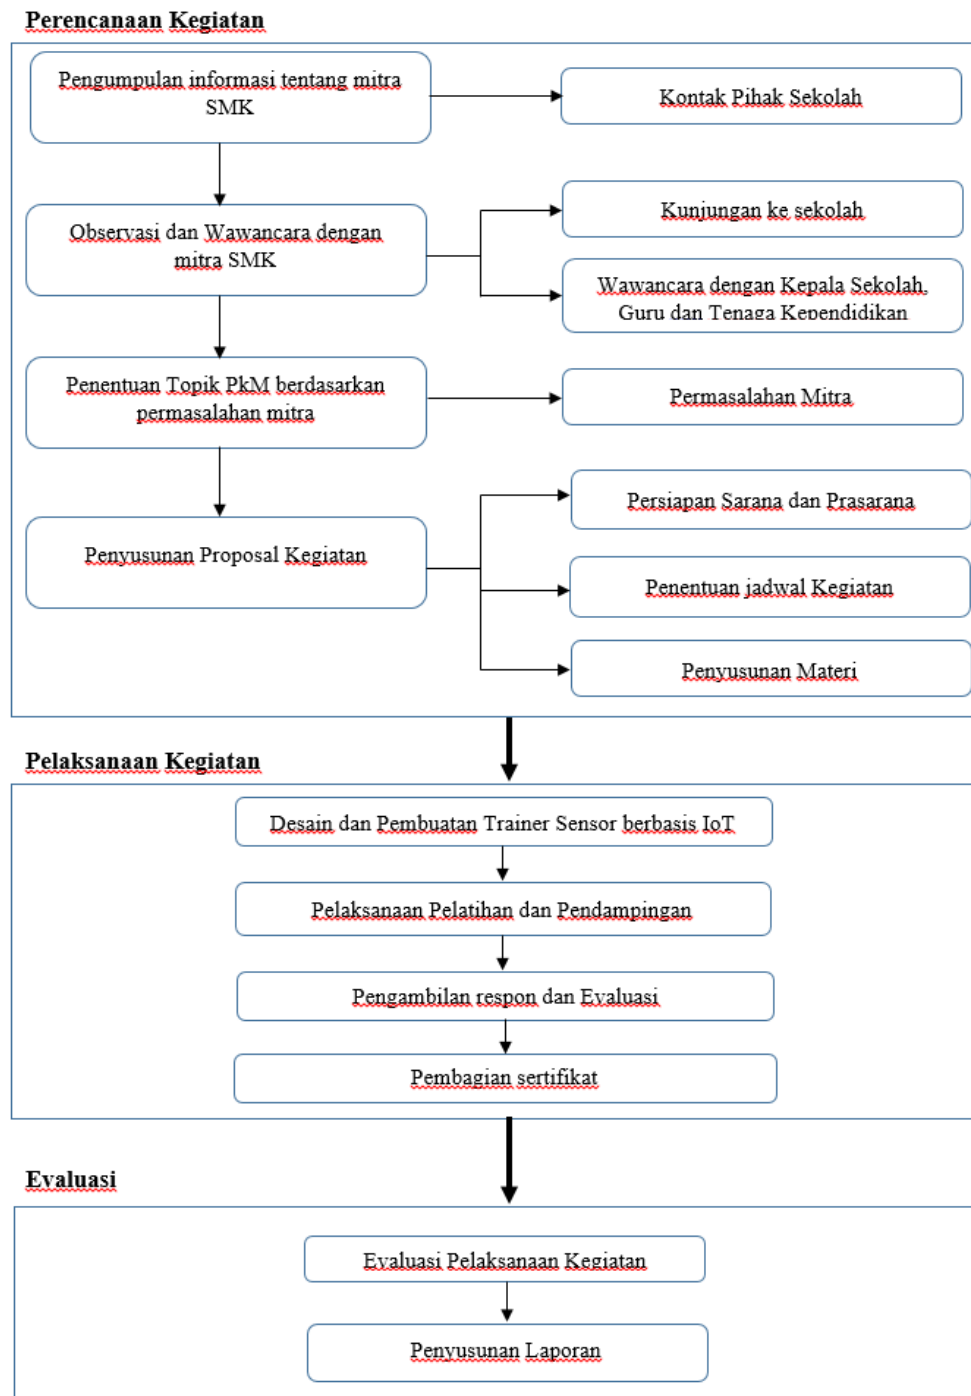 Perencanaan Kegiatan
Pengumpulan informasi tentang mitra
SMK
Kontak Pihak Sekolah
Observasi dan Wawancara dengan
mitra SMK
Kunjungan ke sekolah
Wawancara dengan Kepala Sekolah,
Guru dan Tenaga Kependidikan
Penentuan Topik PkM berdasarkan
permasalahan mitra
Permasalahan Mitra
Penyusunan Proposal Kegiatan
Persiapan Sarana dan Prasarana
Penentuan jadwal Kegiatan
Penyusunan Materi
Pelaksanaan Kegiatan
Desain dan Pembuatan Trainer Sensor berbasis IoT
Pelaksanaan Pelatihan dan Pendampingan
Pengambilan respon dan Evaluasi
Pembagian sertifikat
Evaluasi
Evaluasi Pelaksanaan Kegiatan
Penyusunan Laporan